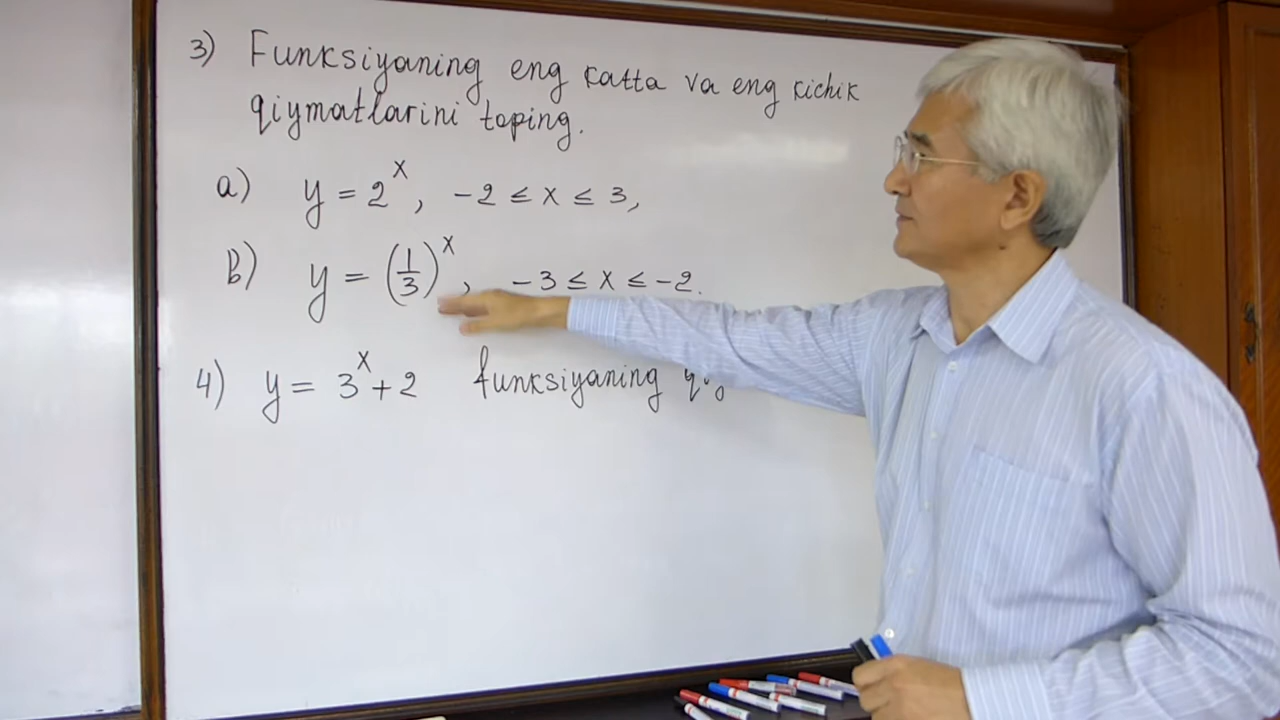 3) Funksiyaning eng katta va eng kichik
qiymatlarini toping.
a) y = 2^x, -2 ≤ x ≤ 3,
b) y = (1/3)^x, -3 ≤ x ≤ -2.
4) y = 3^x + 2 funksiyaning